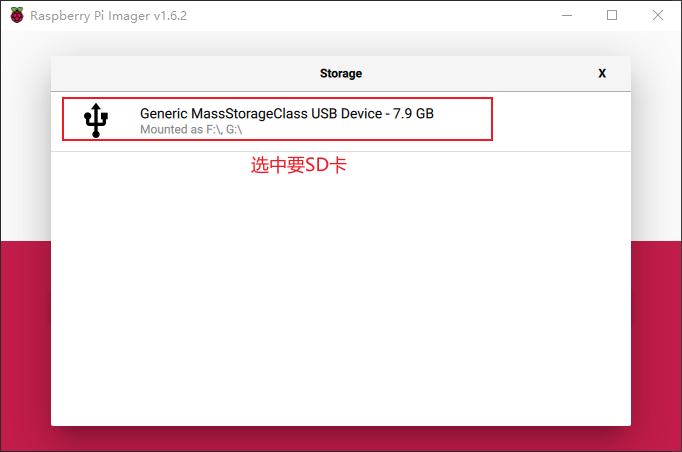 Raspberry Pi Imager v1.6.2
Storage X
Generic MassStorageClass USB Device - 7.9 GB
Mounted as F:\, G:\
选中要SD卡